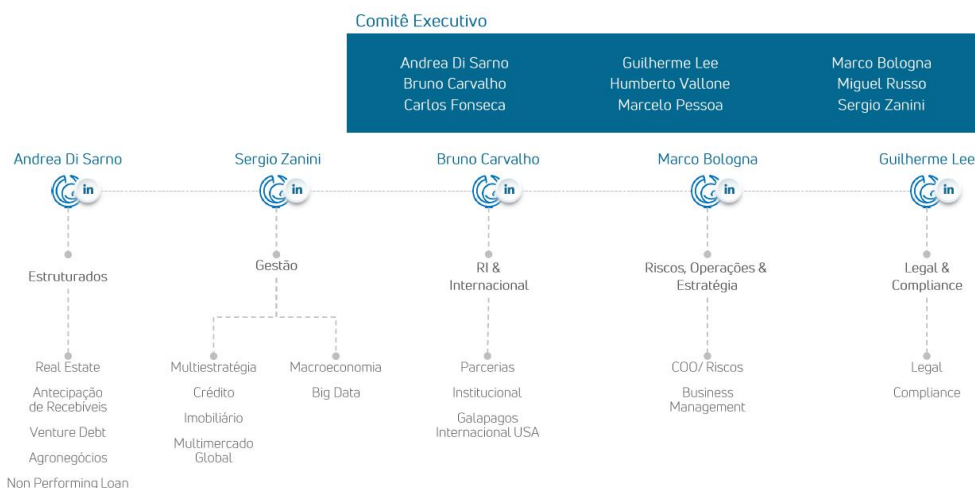 Comitê Executivo
Andrea Di Sarno
Bruno Carvalho
Carlos Fonseca
Guilherme Lee
Humberto Vallone
Marcelo Pessoa
Marco Bologna
Miguel Russo
Sergio Zanini
Andrea Di Sarno
in
Estruturados
Real Estate
Antecipação
de Recebíveis
Venture Debt
Agronegócios
Non Performing Loan
Sergio Zanini
in
Gestão
Multiestratégia
Crédito
Imobiliário
Multimercado
Global
Macroeconomia
Big Data
Bruno Carvalho
in
RI &
Internacional
Parcerias
Institucional
Galapagos
Internacional USA
Marco Bologna
in
Riscos, Operações &
Estratégia
COO/ Riscos
Business
Management
Guilherme Lee
in
Legal &
Compliance
Legal
Compliance